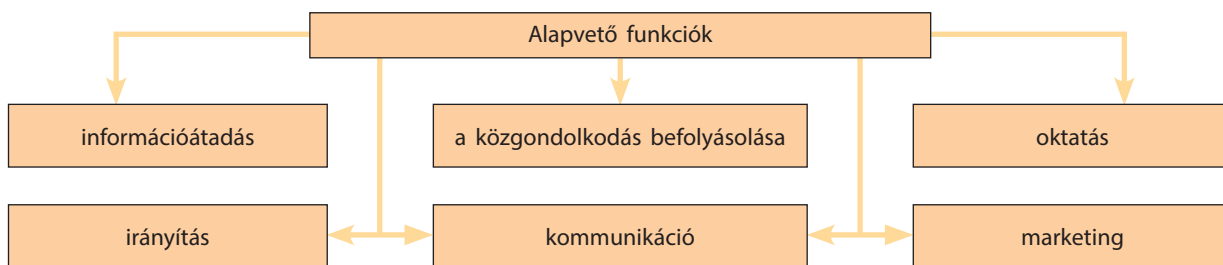 Alapvető funkciók
információátadás
a közgondolkodás befolyásolása
oktatás
irányítás
kommunikáció
marketing